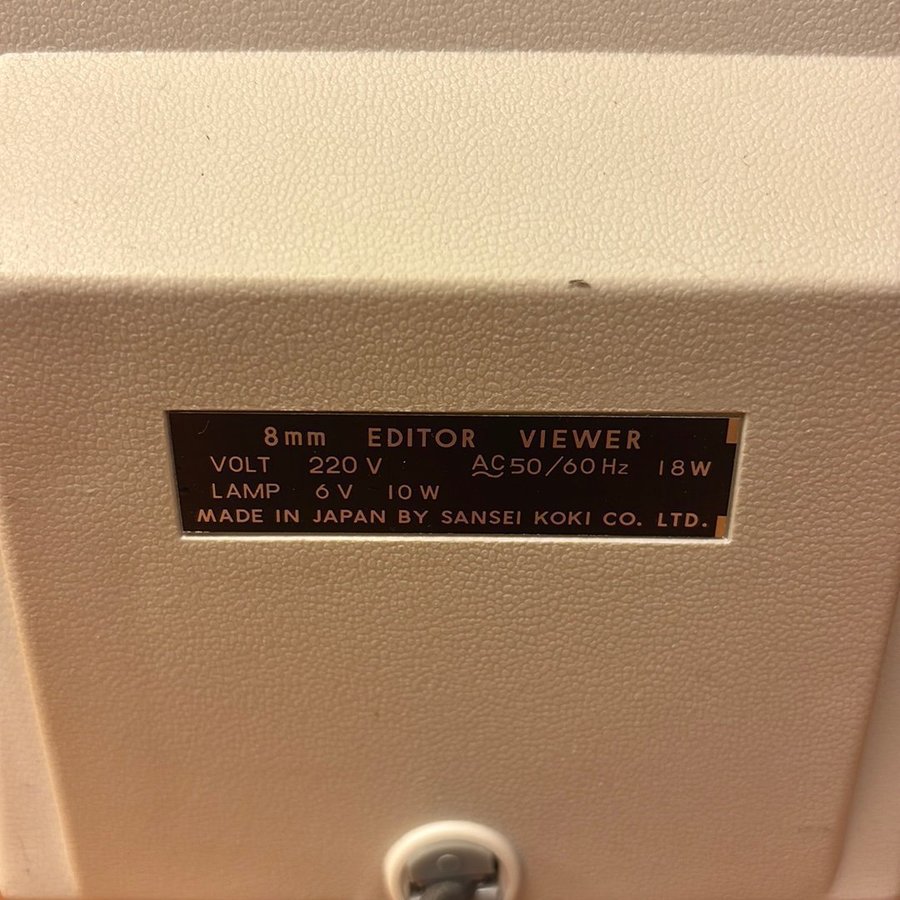 8mm EDITOR VIEWER
VOLT 220V AC50/60Hz 18W
LAMP 6V 10W
MADE IN JAPAN BY SANSEI KOKI CO. LTD.